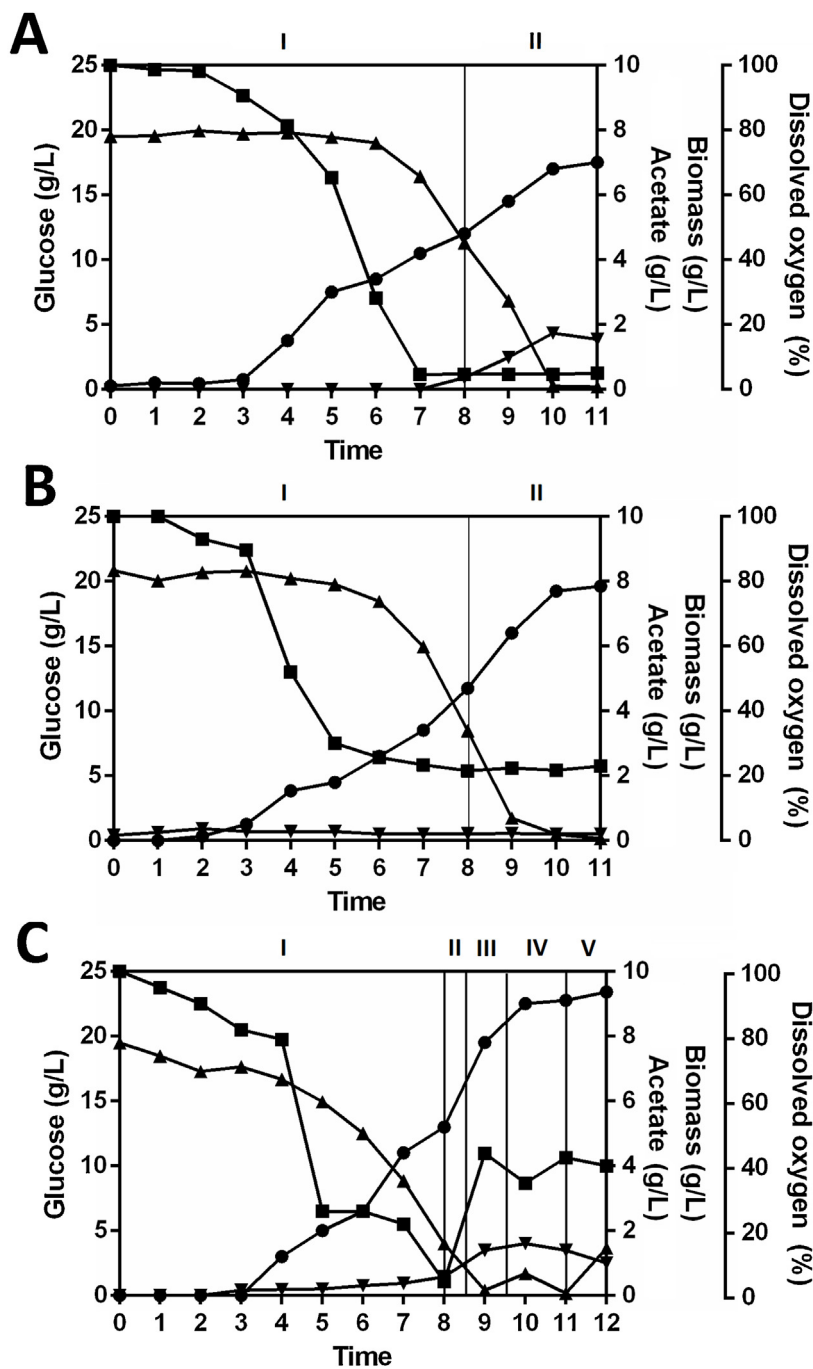 A
I II
25 10 100
20 8 80
15 6 60
10 4 40
5 2 20
0 0 0
Glucose (g/L)
Acetate (g/L)
Biomass (g/L)
Dissolved oxygen (%)
0 1 2 3 4 5 6 7 8 9 10 11
Time
B
I II
25 10 100
20 8 80
15 6 60
10 4 40
5 2 20
0 0 0
Glucose (g/L)
Acetate (g/L)
Biomass (g/L)
Dissolved oxygen (%)
0 1 2 3 4 5 6 7 8 9 10 11
Time
C
I II III IV V
25 10 100
20 8 80
15 6 60
10 4 40
5 2 20
0 0 0
Glucose (g/L)
Acetate (g/L)
Biomass (g/L)
Dissolved oxygen (%)
0 1 2 3 4 5 6 7 8 9 10 11 12
Time